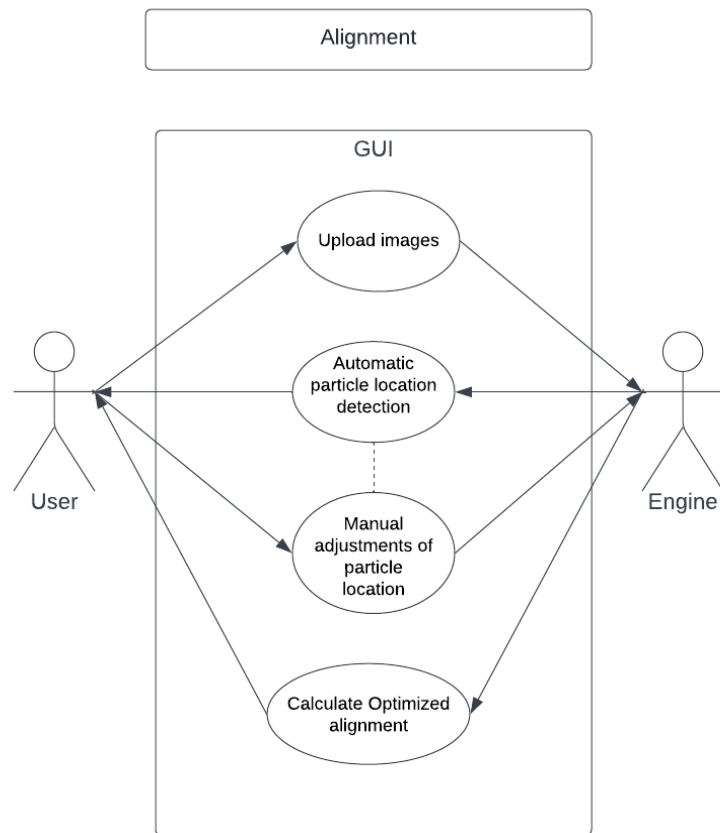 Alignment
GUI
Upload images
Automatic
particle location
detection
User
Engine
Manual
adjustments of
particle
location
Calculate Optimized
alignment